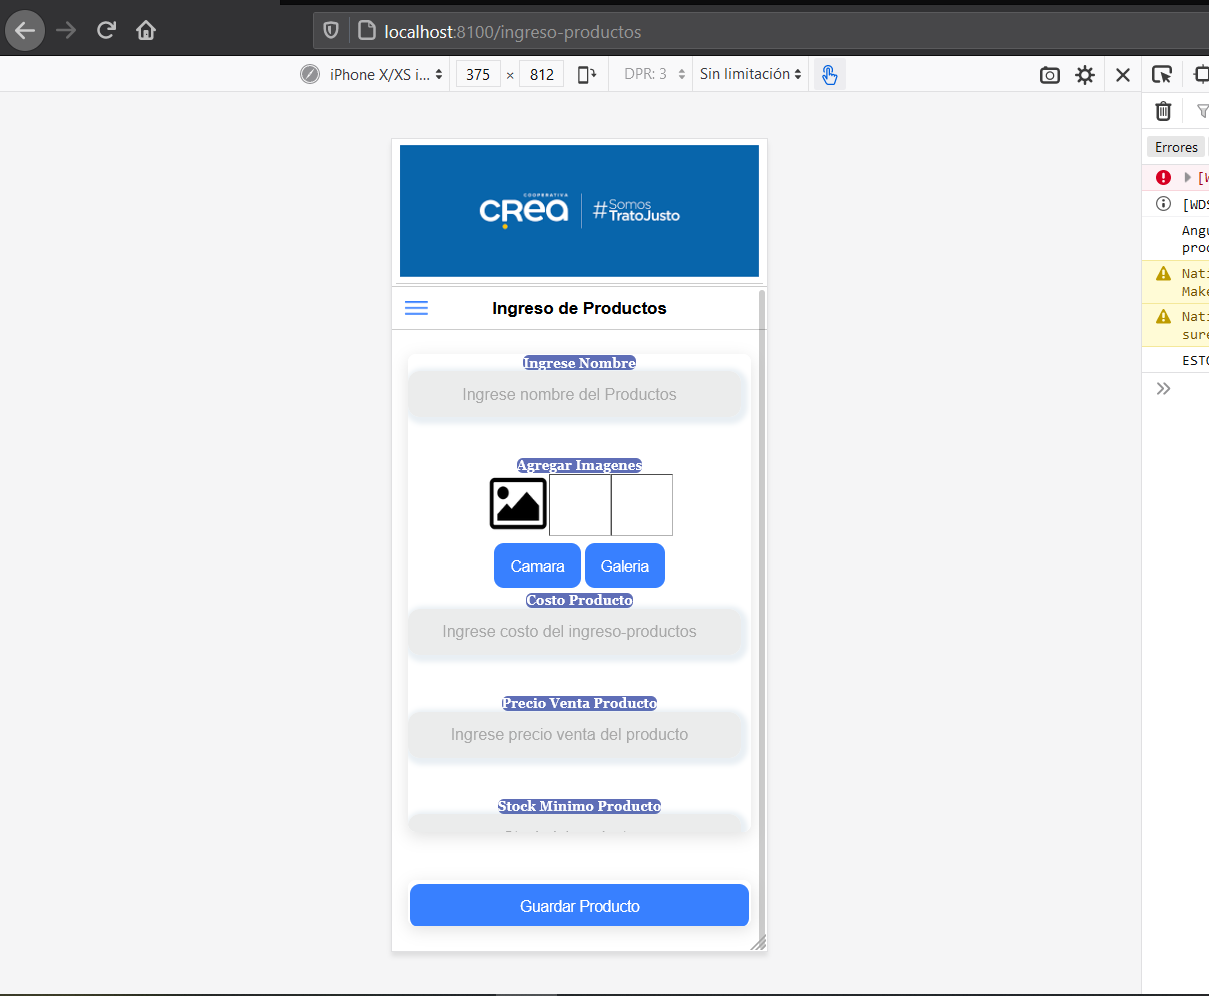 localhost:8100/ingreso-productos
iPhone X/XS i... 375 × 812 DPR: 3 Sin limitación
Errores
[WDS
Angu
proc
Nati
Make
Nati
sure
ESTO
COOPERATIVA
crea #Somos
TratoJusto
Ingreso de Productos
Ingrese Nombre
Ingrese nombre del Productos
Agregar Imagenes
Camara Galeria
Costo Producto
Ingrese costo del ingreso-productos
Precio Venta Producto
Ingrese precio venta del producto
Stock Minimo Producto
Guardar Producto